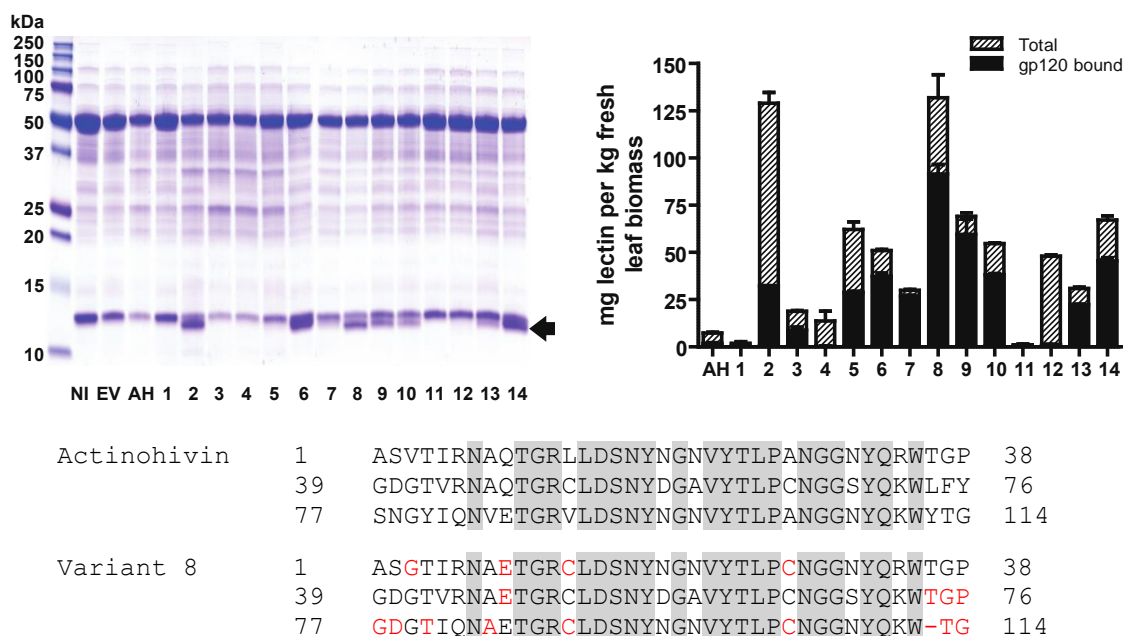 kDa
250
150
100
75
50
37
25
20
15
10
NI EV AH 1 2 3 4 5 6 7 8 9 10 11 12 13 14
Total
gp120 bound
mg lectin per kg fresh
leaf biomass
150
125
100
75
50
25
0
AH 1 2 3 4 5 6 7 8 9 10 11 12 13 14
Actinohivin 1 ASVTIRNAQTGRLLDSNYNGNVYTLPANGGNYQRWTGP 38
39 GDGTVRNAQTGRCLDSNYDGAVYTLPCNGGSYQKWLFY 76
77 SNGYIQNVETGRVLDSNYNGNVYTLPANGGNYQKWYTG 114
Variant 8 1 ASGTIRNAETGRCLDSNYNGNVYTLPCNGGNYQRWTGP 38
39 GDGTVRNAETGRCLDSNYDGAVYTLPCNGGSYQKWTGP 76
77 GDGTIQNAETGRCLDSNYNGNVYTLPCNGGNYQKW-TG 114